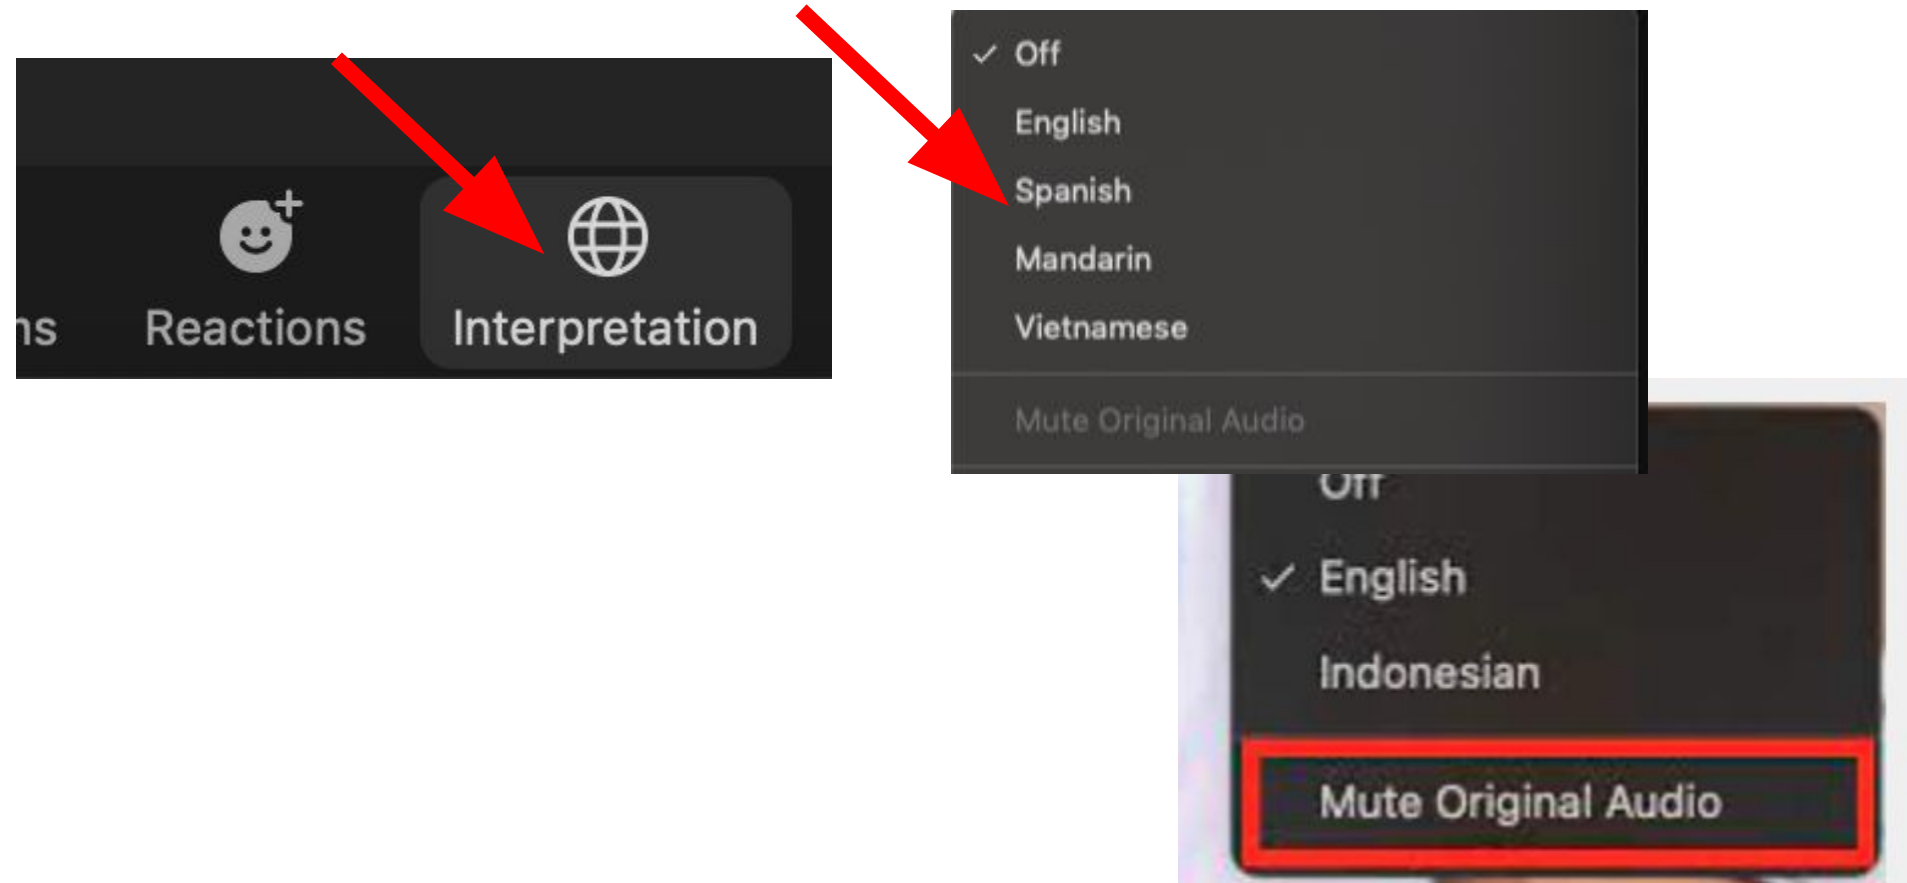 ns Reactions Interpretation
Off
English
Spanish
Mandarin
Vietnamese
Mute Original Audio
Off
English
Indonesian
Mute Original Audio